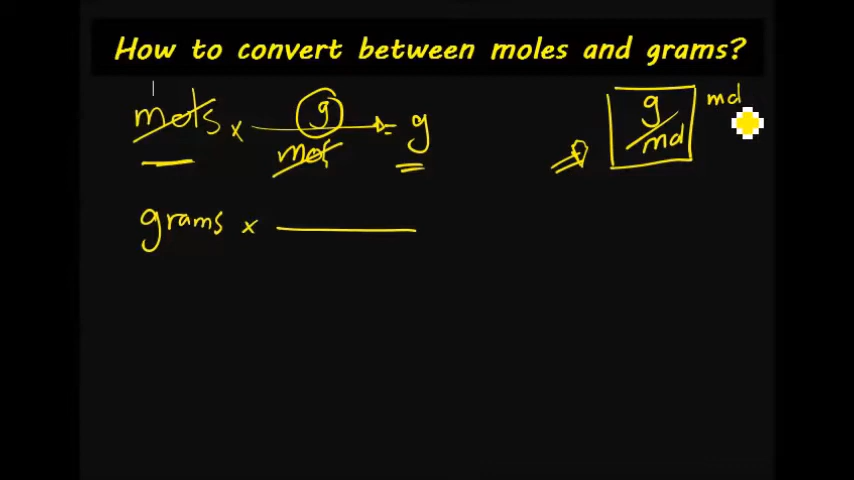 How to convert between moles and grams?
mols × g/mol = g
g/mol
mol
grams ×